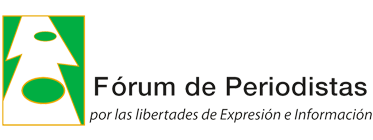 Fórum de Periodistas
por las libertades de Expresión e Información